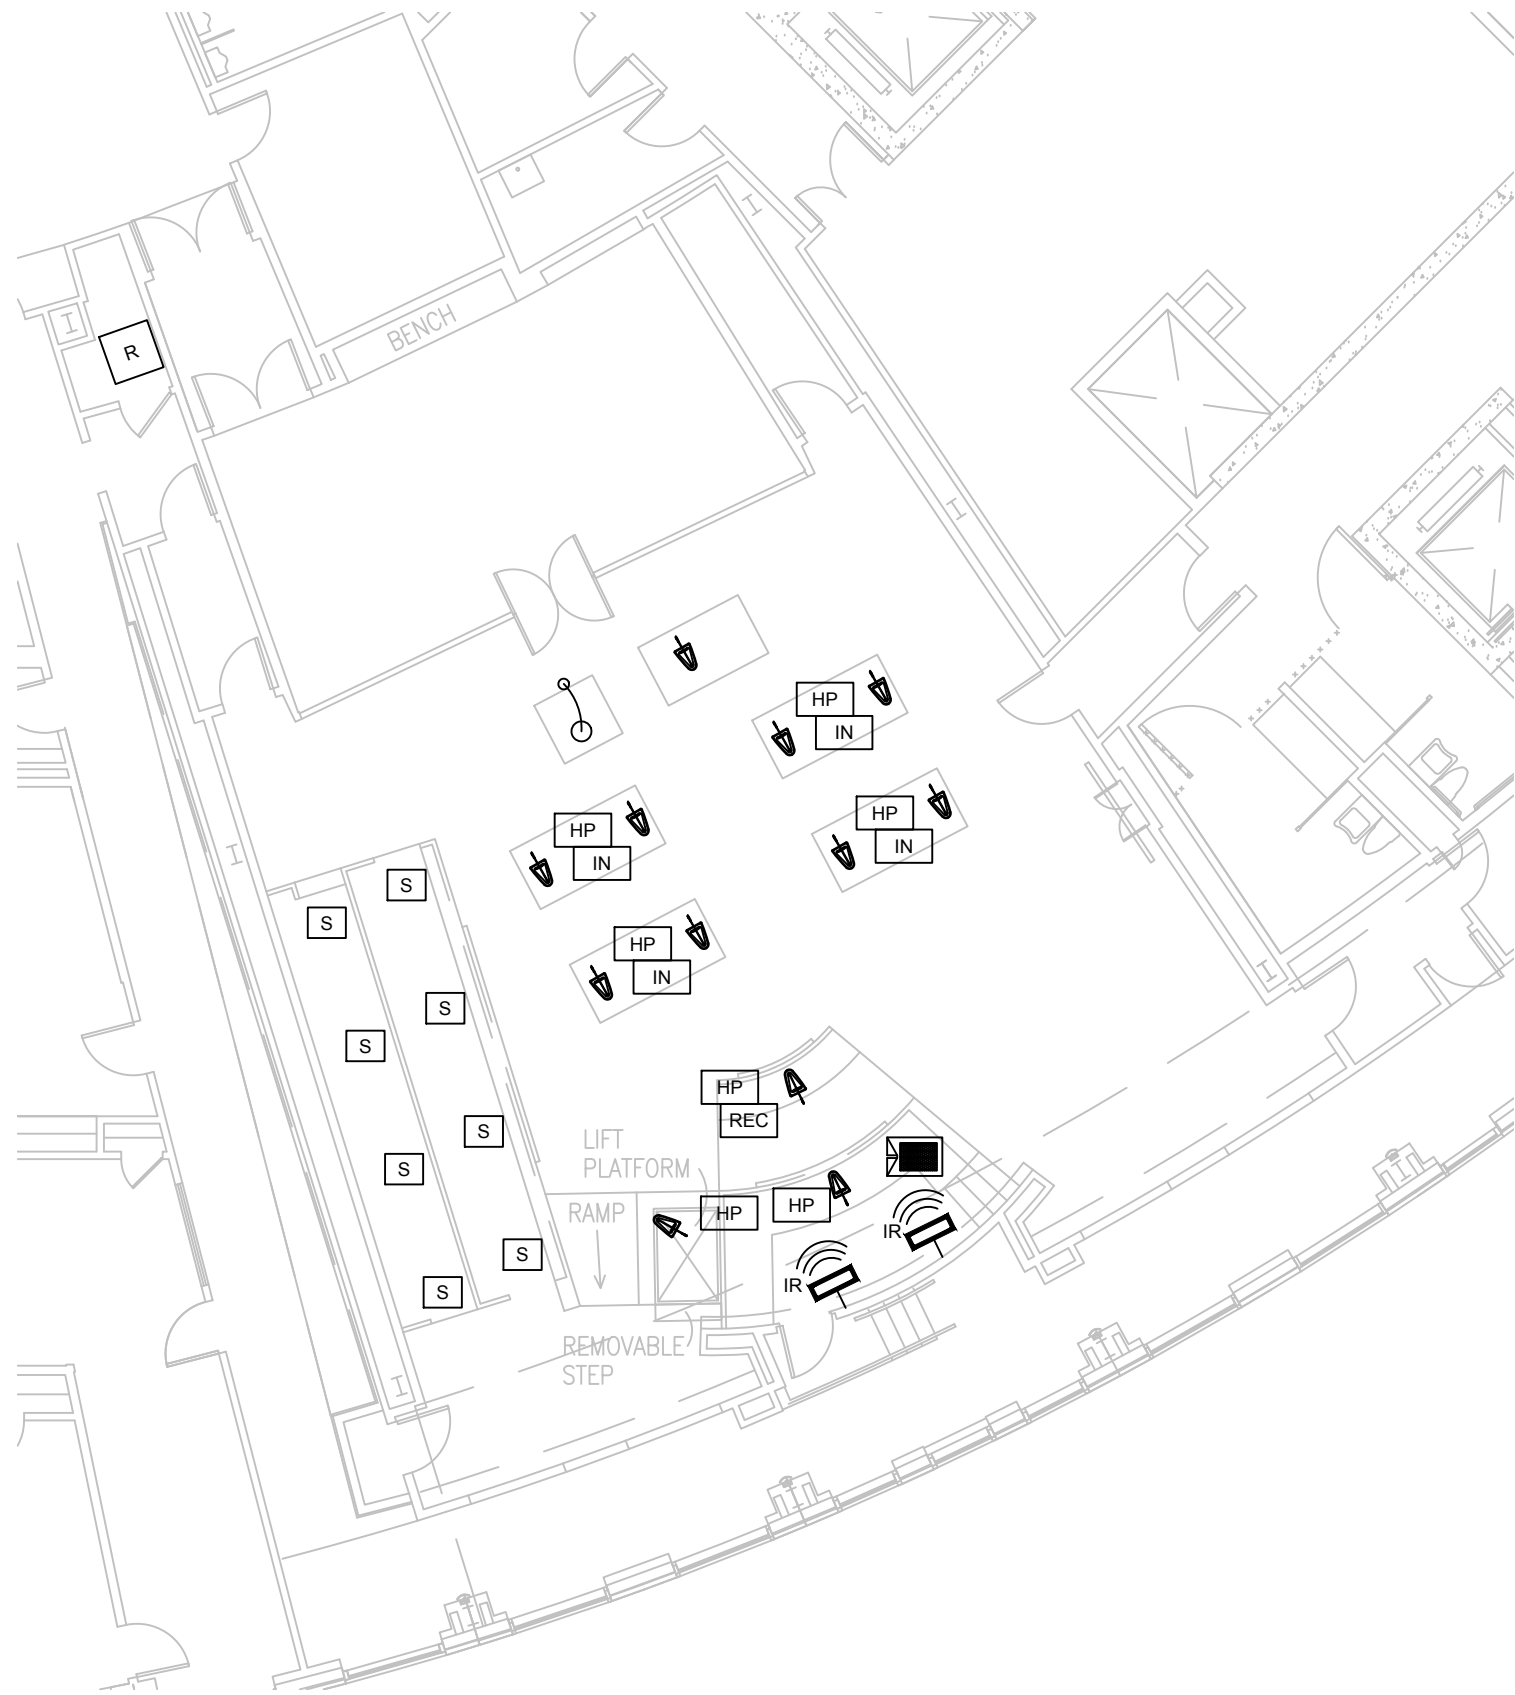 BENCH
R
HP
IN
HP
IN
HP
IN
HP
IN
S
S
S
S
S
S
S
S
HP
REC
LIFT
PLATFORM
RAMP
HP
HP
IR
IR
REMOVABLE
STEP